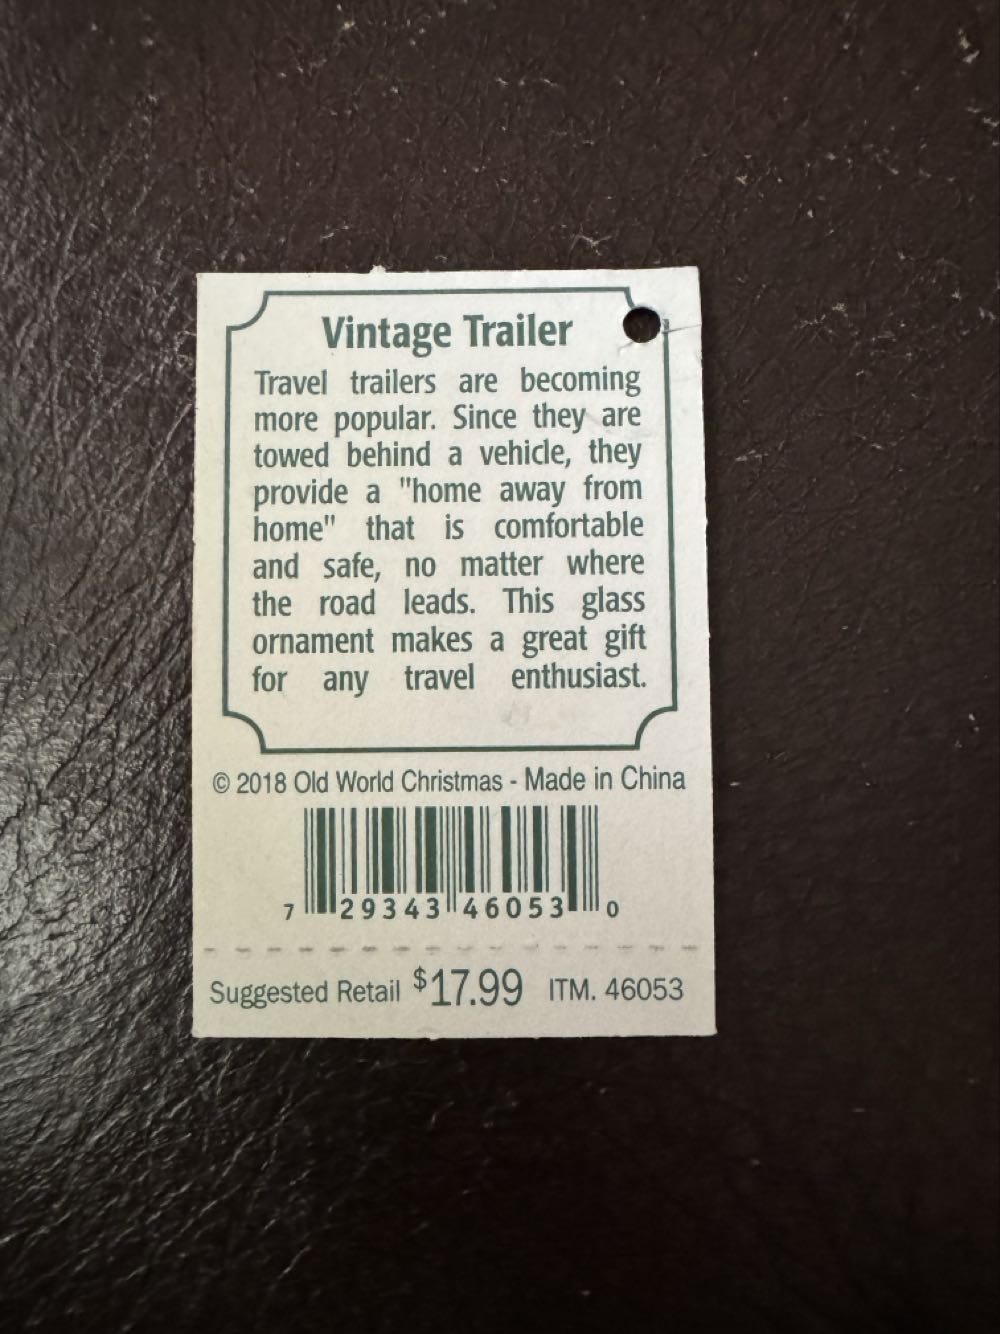 Vintage Trailer
Travel trailers are becoming
more popular. Since they are
towed behind a vehicle, they
provide a "home away from
home" that is comfortable
and safe, no matter where
the road leads. This glass
ornament makes a great gift
for any travel enthusiast.
© 2018 Old World Christmas - Made in China
7 29343 46053 0
Suggested Retail $17.99 ITM. 46053